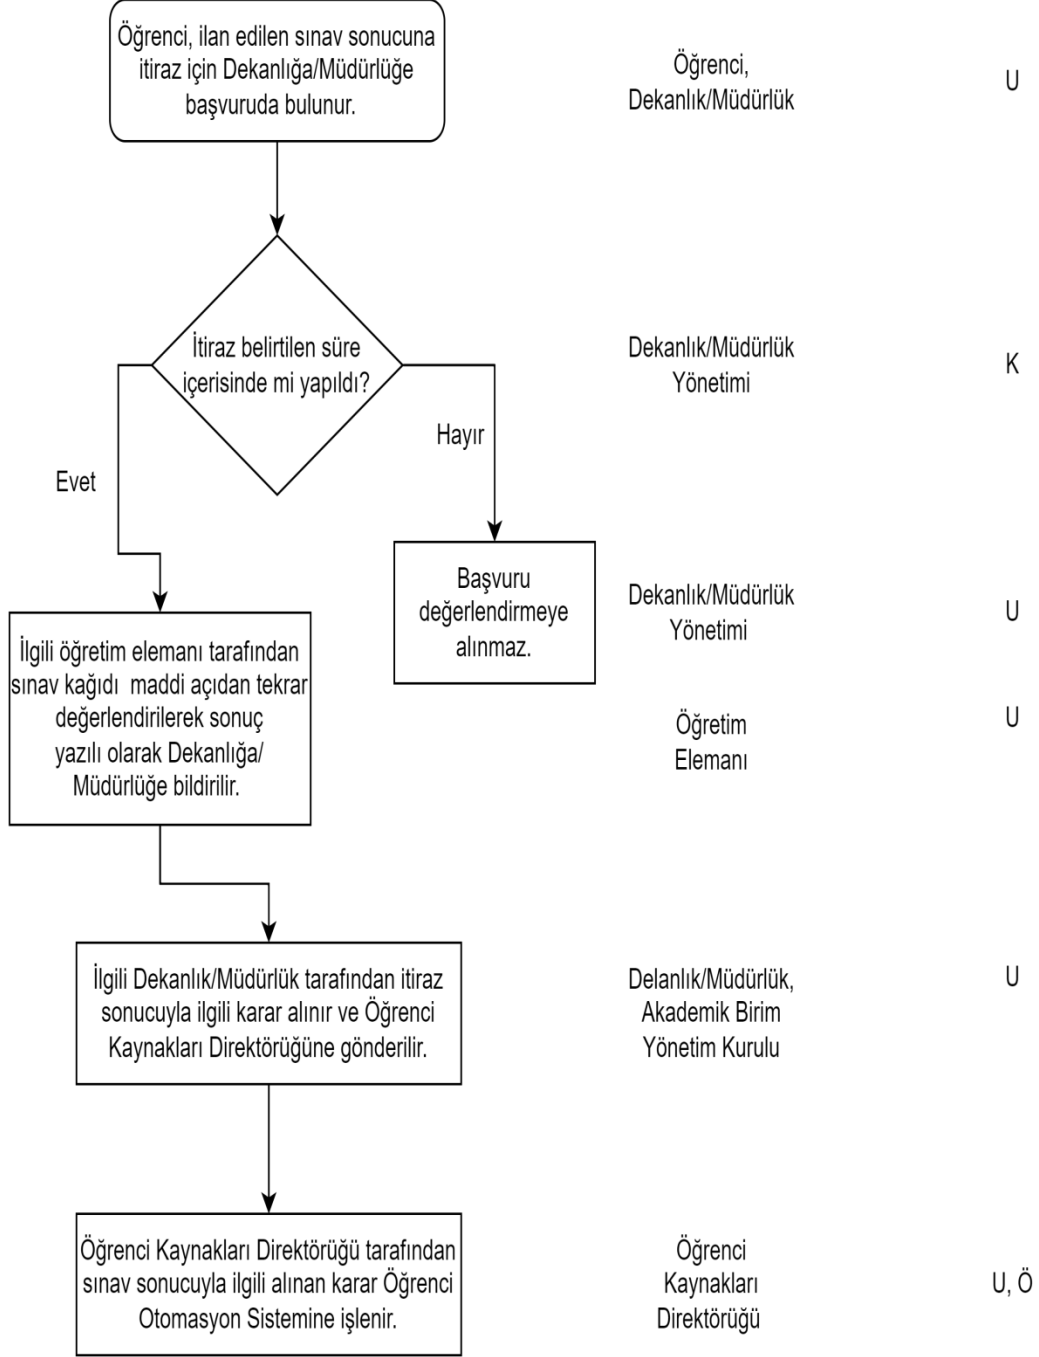 Öğrenci, ilan edilen sınav sonucuna
itiraz için Dekanlığa/Müdürlüğe
başvuruda bulunur.
Öğrenci,
Dekanlık/Müdürlük
U
İtiraz belirtilen süre
içerisinde mi yapıldı?
Dekanlık/Müdürlük
Yönetimi
K
Hayır
Evet
Başvuru
değerlendirmeye
alınmaz.
Dekanlık/Müdürlük
Yönetimi
U
İlgili öğretim elemanı tarafından
sınav kağıdı maddi açıdan tekrar
değerlendirilerek sonuç
yazılı olarak Dekanlığa/
Müdürlüğe bildirilir.
Öğretim
Elemanı
U
İlgili Dekanlık/Müdürlük tarafından itiraz
sonucuyla ilgili karar alınır ve Öğrenci
Kaynakları Direktörüğüne gönderilir.
Delanlık/Müdürlük,
Akademik Birim
Yönetim Kurulu
U
Öğrenci Kaynakları Direktörüğü tarafından
sınav sonucuyla ilgili alınan karar Öğrenci
Otomasyon Sistemine işlenir.
Öğrenci
Kaynakları
Direktörüğü
U, Ö